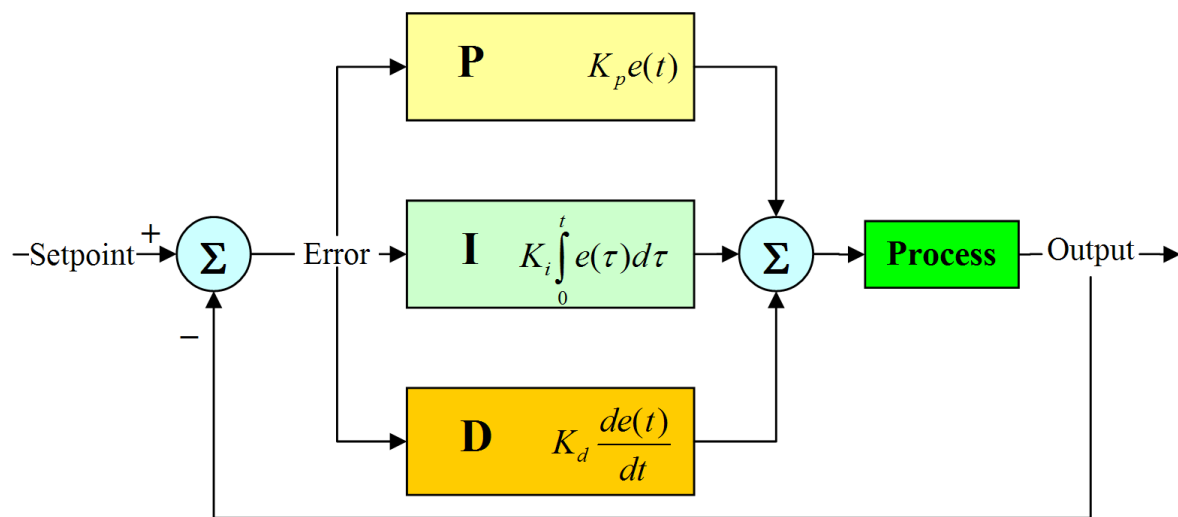 P K_p e(t)
Setpoint + Σ Error I K_i ∫_0^t e(τ)dτ Σ Process Output
−
D K_d de(t)/dt